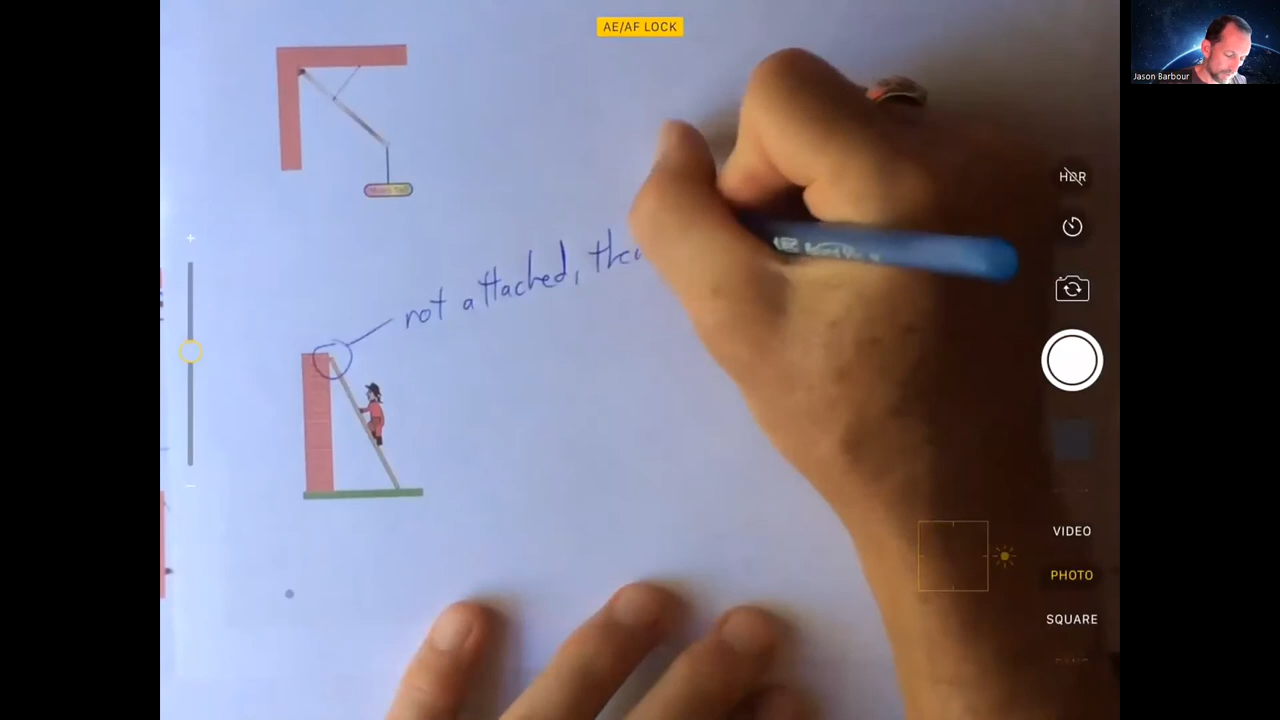 AE/AF LOCK
Jason Barbour
HDR
not attached,
VIDEO
PHOTO
SQUARE